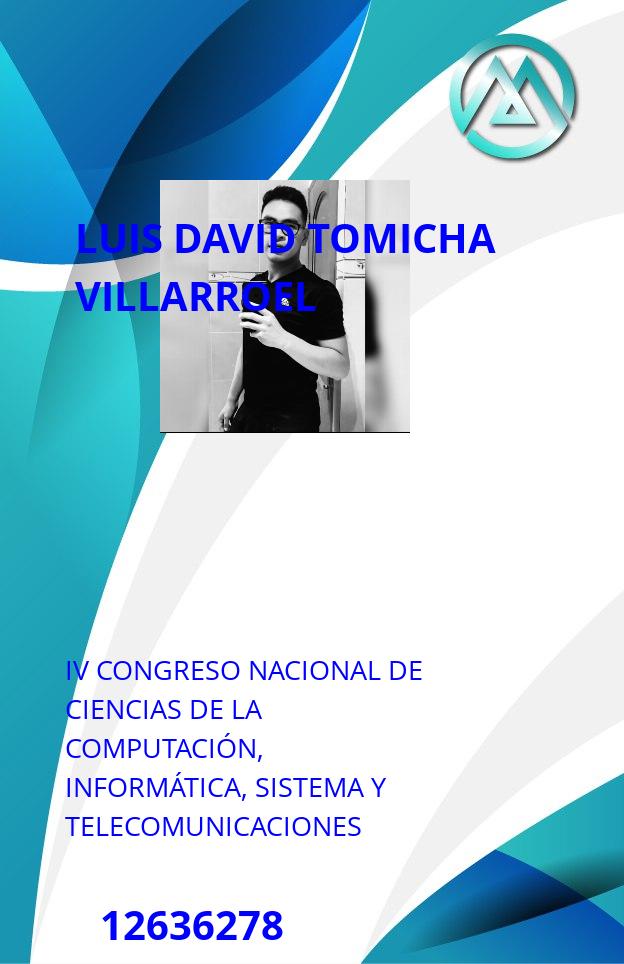 LUIS DAVID TOMICHA
VILLARROEL
IV CONGRESO NACIONAL DE
CIENCIAS DE LA
COMPUTACIÓN,
INFORMÁTICA, SISTEMA Y
TELECOMUNICACIONES
12636278